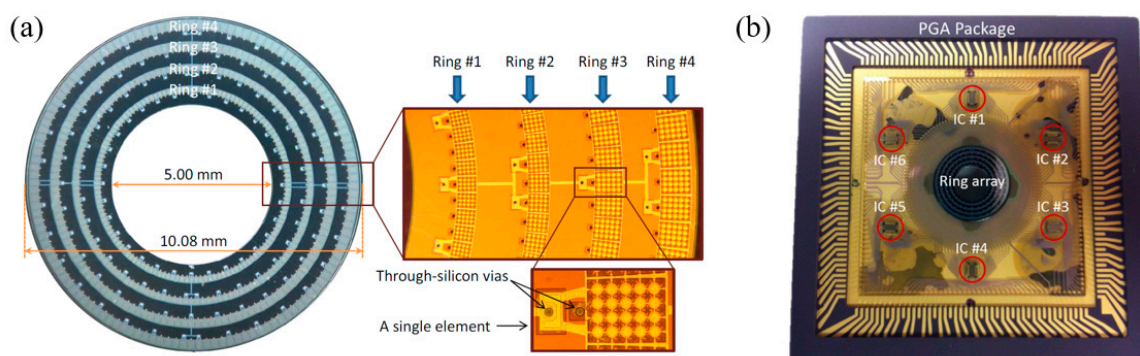 (a)
Ring #4
Ring #3
Ring #2
Ring #1
5.00 mm
10.08 mm
Ring #1 Ring #2 Ring #3 Ring #4
Through-silicon vias
A single element
(b)
PGA Package
IC #1
IC #6
IC #2
Ring array
IC #5
IC #3
IC #4